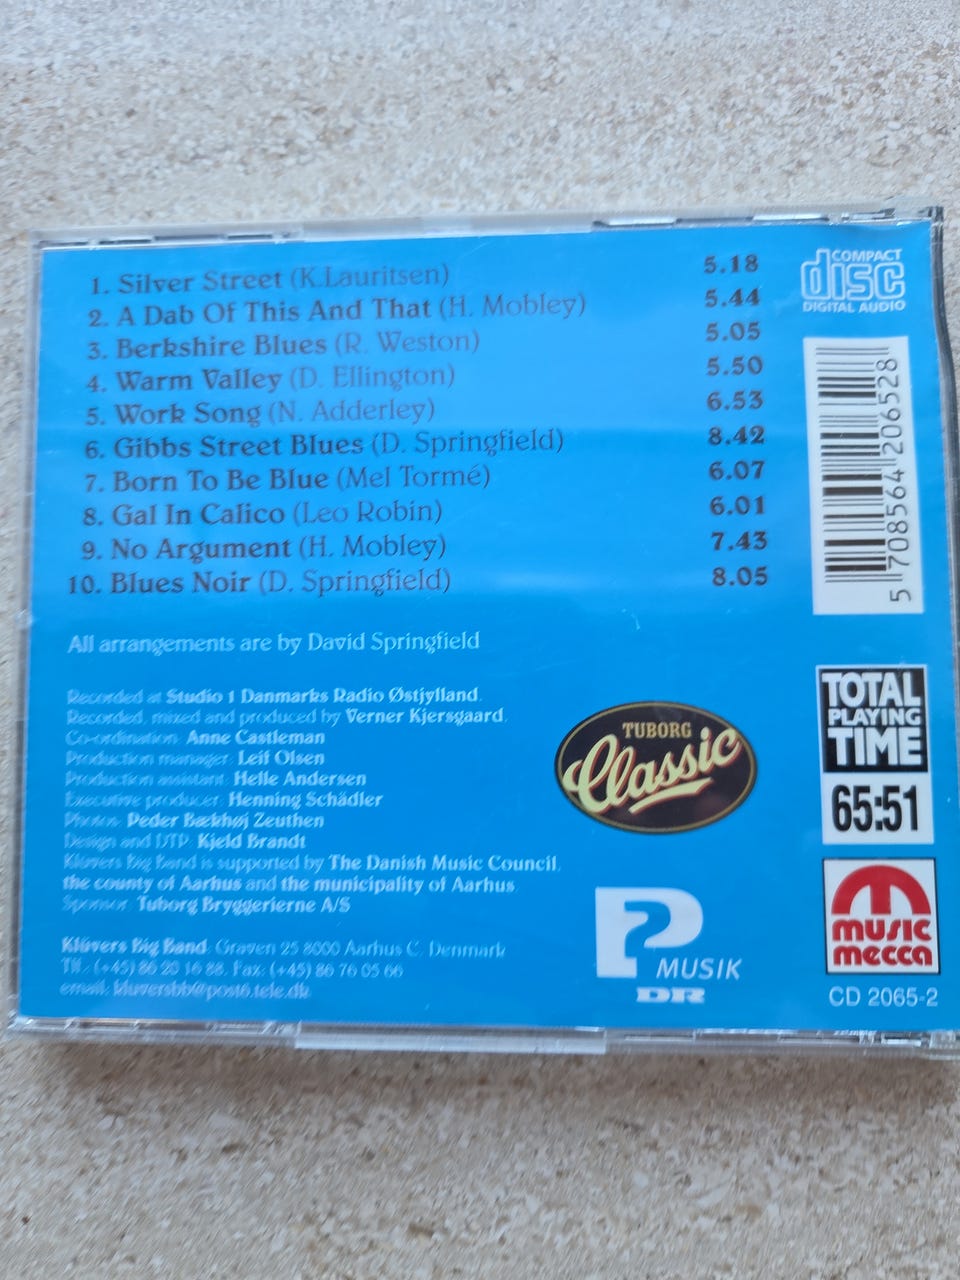 1. Silver Street (K.Lauritsen) 5.18
2. A Dab Of This And That (H. Mobley) 5.44
3. Berkshire Blues (R. Weston) 5.05
4. Warm Valley (D. Ellington) 5.50
5. Work Song (N. Adderley) 6.53
6. Gibbs Street Blues (D. Springfield) 8.42
7. Born To Be Blue (Mel Tormé) 6.07
8. Gal In Calico (Leo Robin) 6.01
9. No Argument (H. Mobley) 7.43
10. Blues Noir (D. Springfield) 8.05
All arrangements are by David Springfield
Recorded at Studio 1 Danmarks Radio Østjylland.
Recorded, mixed and produced by Verner Kjersgaard.
Co-ordination: Anne Castleman
Production manager: Leif Olsen
Production assistant: Helle Andersen
Executive producer: Henning Schädler
Photos: Peder Bækhøj Zeuthen
Design and DTP: Kjeld Brandt
Klüvers Big Band is supported by The Danish Music Council,
the county of Aarhus and the municipality of Aarhus
Sponsor: Tuborg Bryggerierne A/S
Klüvers Big Band: Graven 25 8000 Aarhus C. Denmark
Tlf.: (+45) 86 20 16 88. Fax: (+45) 86 76 05 66
email: kluversbb@post6.tele.dk
COMPACT
disc
DIGITAL AUDIO
5 708564 206528
TUBORG
Classic
TOTAL
PLAYING
TIME
65:51
P2
MUSIK
DR
music
mecca
CD 2065-2